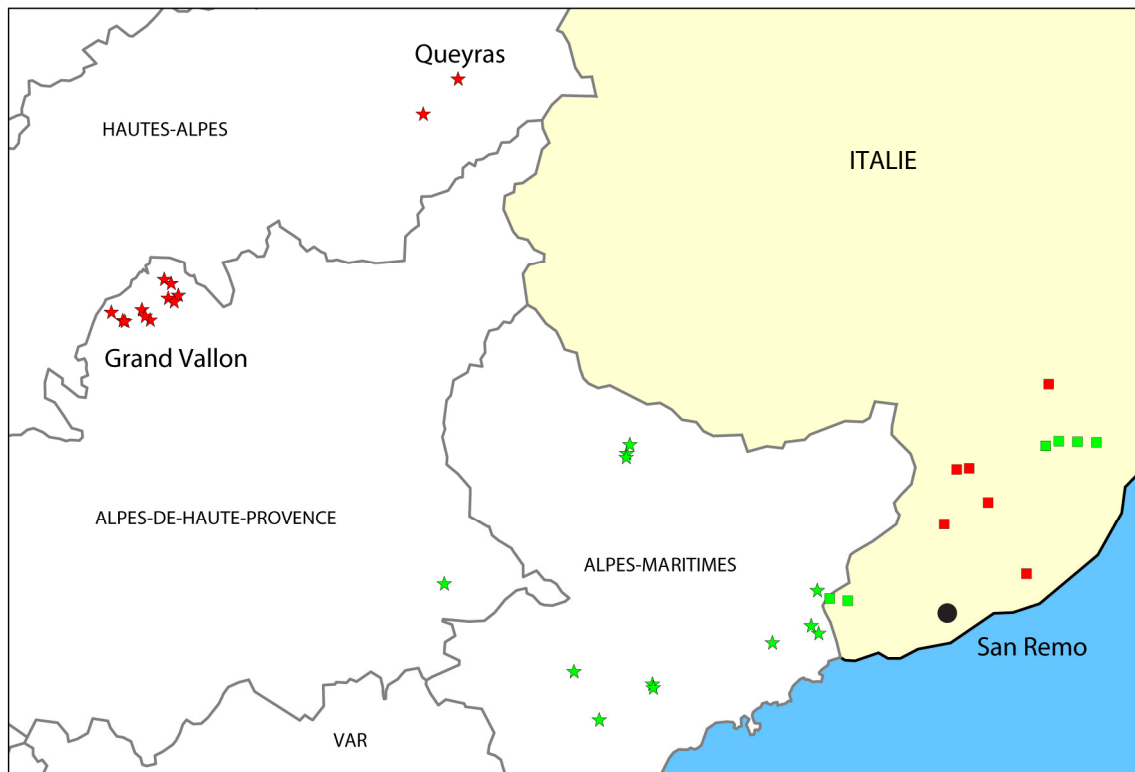 Queyras
HAUTES-ALPES
ITALIE
Grand Vallon
ALPES-DE-HAUTE-PROVENCE
ALPES-MARITIMES
San Remo
VAR